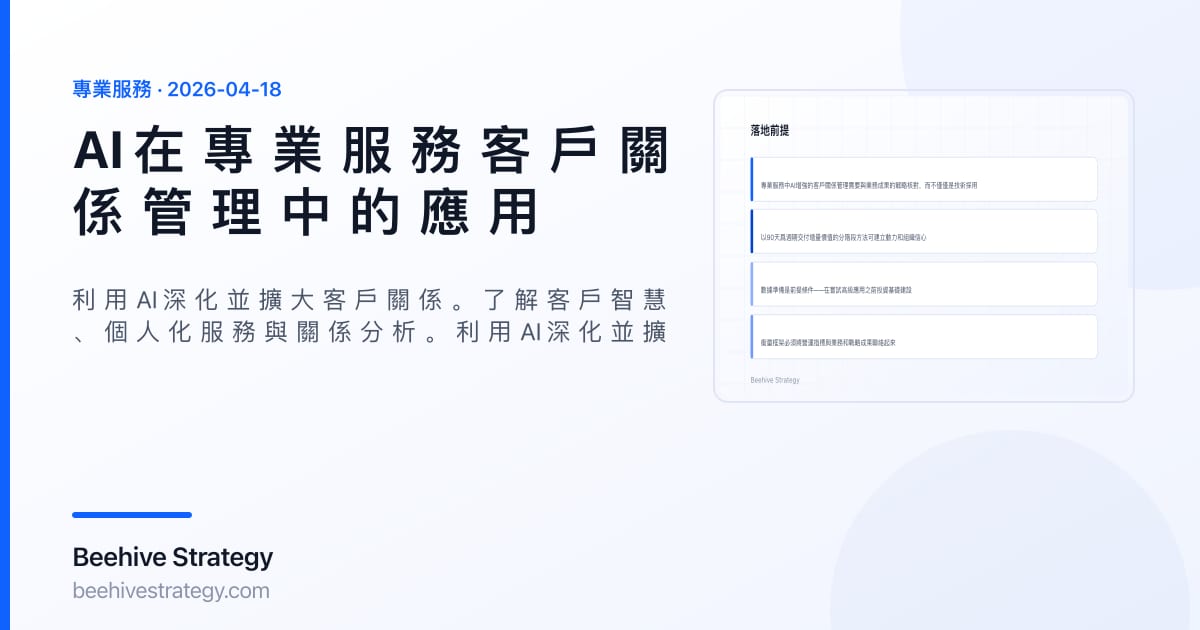 專業服務 · 2026-04-18
AI在專業服務客戶關
係管理中的應用
利用AI深化並擴大客戶關係。了解客戶智慧
、個人化服務與關係分析。利用AI深化並擴
落地前提
專業服務中AI增強的客戶關係管理需要與業務成果的戰略校對，而不僅僅是技術採用
以90天為週期交付增量價值的分階段方法可建立動力和組織信心
數據準備是前提條件——在嘗試高級應用之前投資基礎建設
衡量框架必須將營運指標與業務和戰略成果聯絡起來
Beehive Strategy
Beehive Strategy
beehivestrategy.com